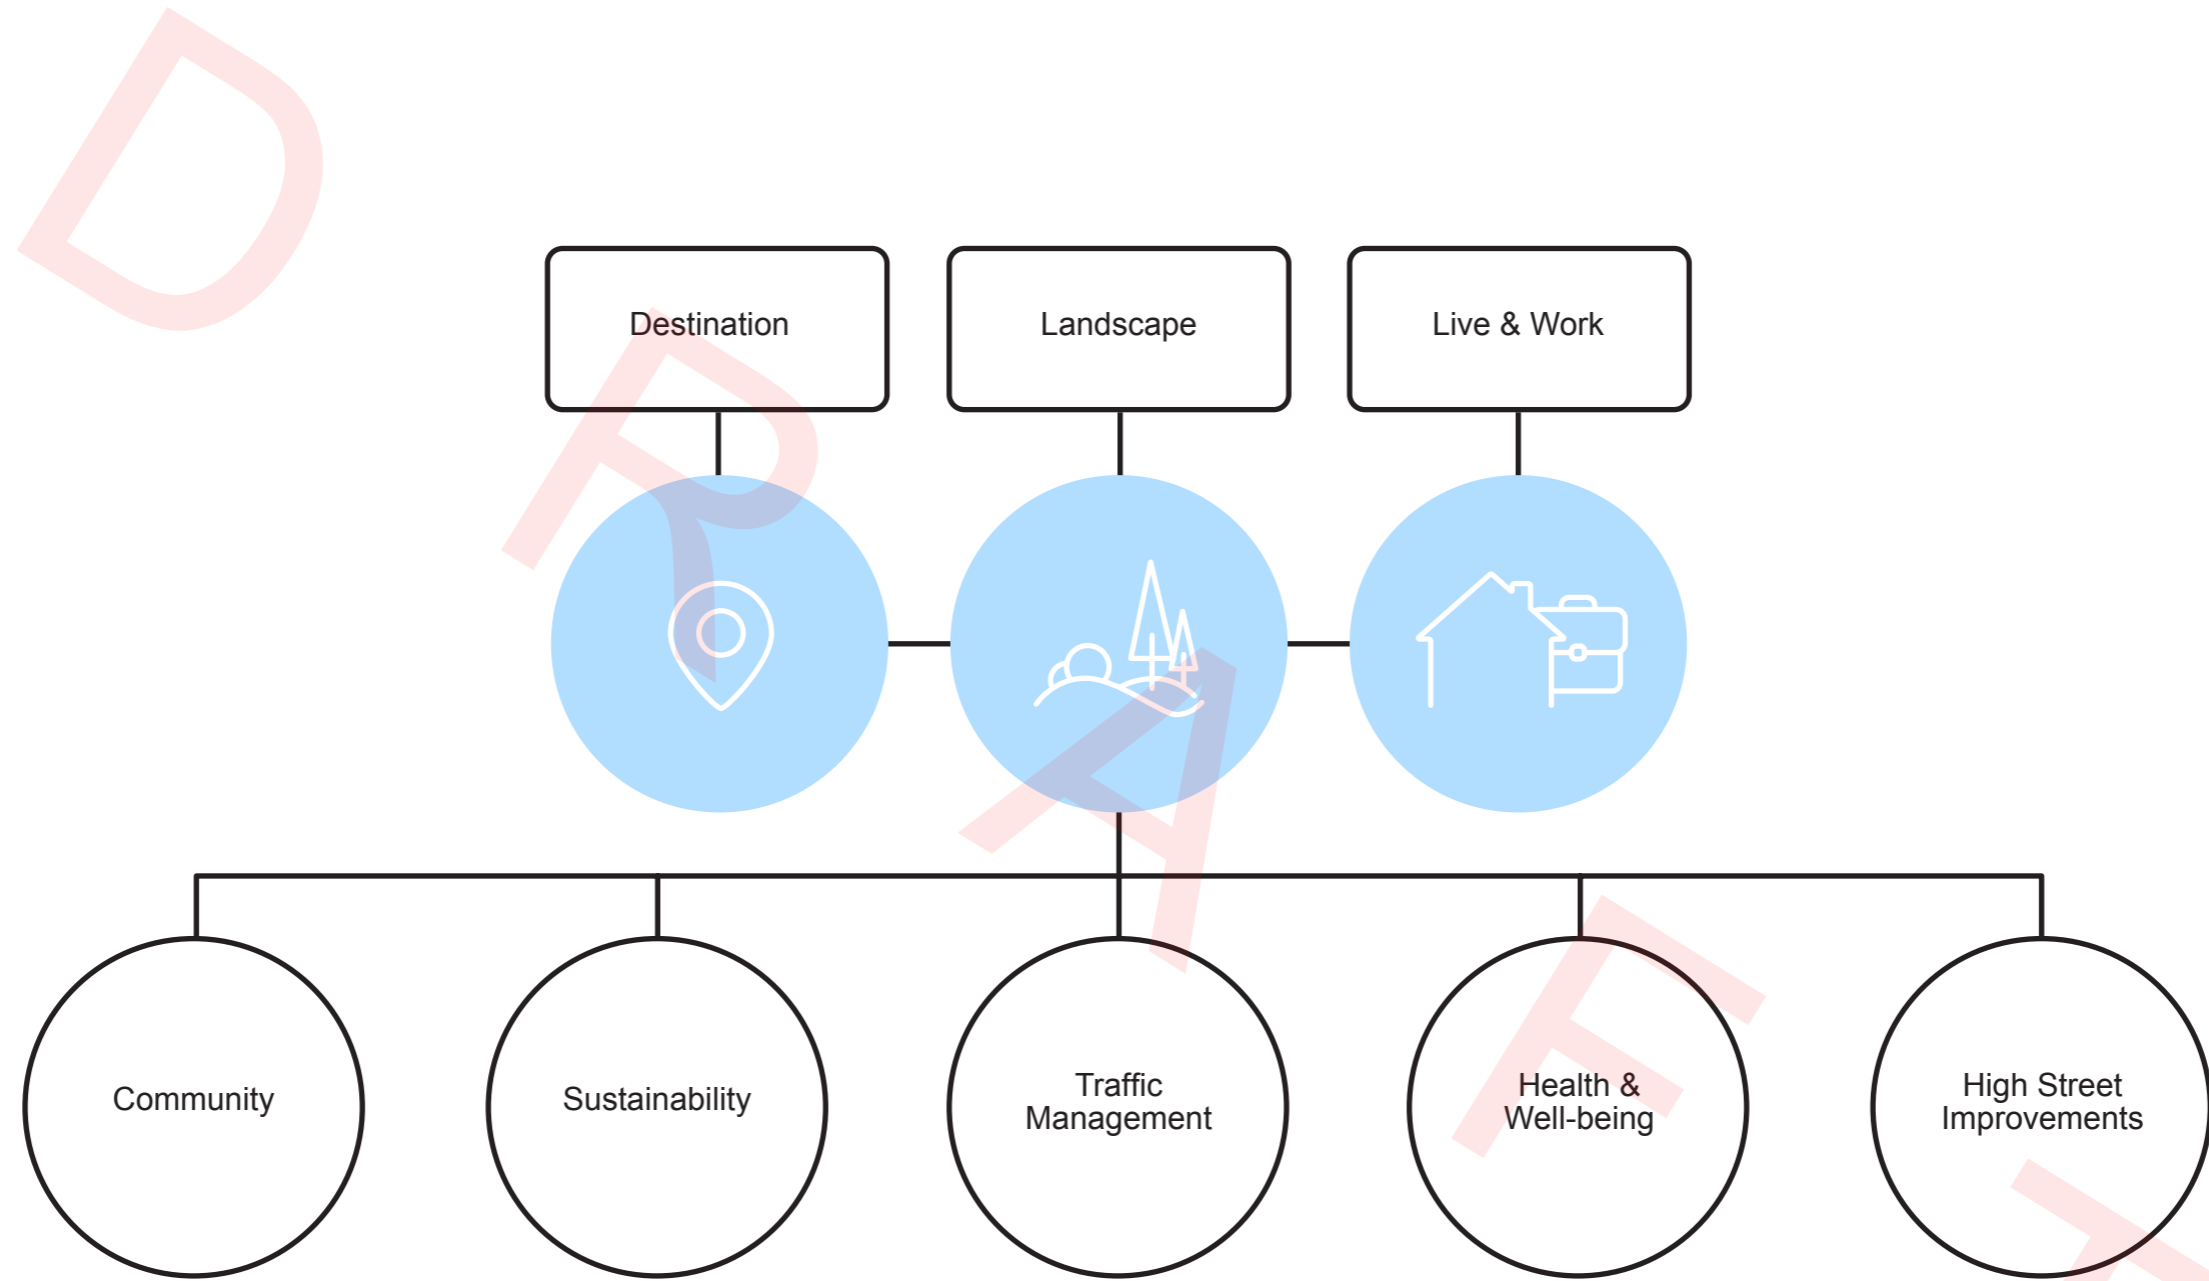 Destination
Landscape
Live & Work
Community
Sustainability
Traffic
Management
Health &
Well-being
High Street
Improvements
DRAFT